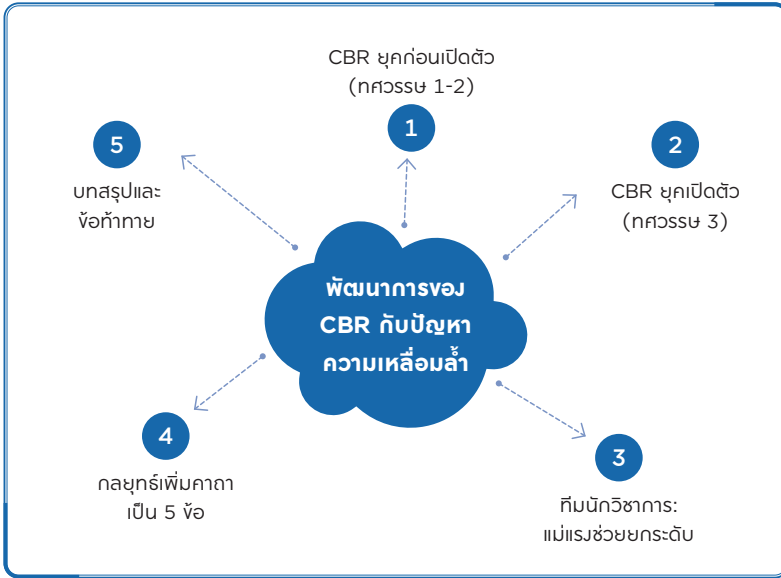 พัฒนาการของ
CBR กับปัญหา
ความเหลื่อมล้ำ
1
CBR ยุคก่อนเปิดตัว
(ทศวรรษ 1-2)
2
CBR ยุคเปิดตัว
(ทศวรรษ 3)
3
ทีมนักวิชาการ:
แม่แรงช่วยยกระดับ
4
กลยุทธ์เพิ่มคาถา
เป็น 5 ข้อ
5
บทสรุปและ
ข้อท้าทาย